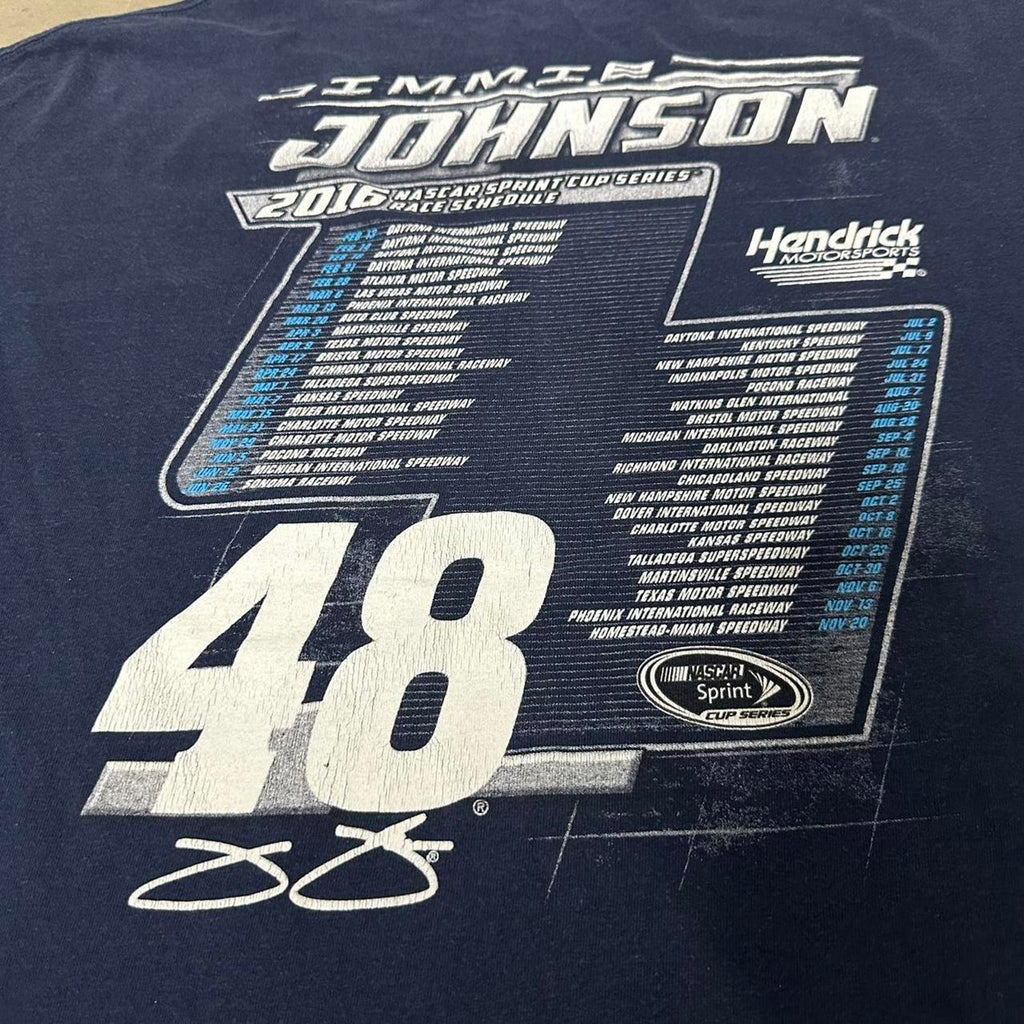 JIMMIE
JOHNSON
2016 NASCAR SPRINT CUP SERIES™
RACE SCHEDULE
FEB 13 DAYTONA INTERNATIONAL SPEEDWAY
DAYTONA INTERNATIONAL SPEEDWAY
DAYTONA INTERNATIONAL SPEEDWAY
FEB 21 DAYTONA INTERNATIONAL SPEEDWAY
FEB 28 ATLANTA MOTOR SPEEDWAY
MAR 6 LAS VEGAS MOTOR SPEEDWAY
MAR 13 PHOENIX INTERNATIONAL RACEWAY
MAR 20 AUTO CLUB SPEEDWAY
APR 3 MARTINSVILLE SPEEDWAY
APR 9 TEXAS MOTOR SPEEDWAY
APR 17 BRISTOL MOTOR SPEEDWAY
APR 24 RICHMOND INTERNATIONAL RACEWAY
MAY 1 TALLADEGA SUPERSPEEDWAY
MAY 7 KANSAS SPEEDWAY
MAY 15 DOVER INTERNATIONAL SPEEDWAY
MAY 21 CHARLOTTE MOTOR SPEEDWAY
MAY 29 CHARLOTTE MOTOR SPEEDWAY
JUN 5 POCONO RACEWAY
JUN 12 MICHIGAN INTERNATIONAL SPEEDWAY
JUN 26 SONOMA RACEWAY
Hendrick
MOTORSPORTS®
DAYTONA INTERNATIONAL SPEEDWAY JUL 2
KENTUCKY SPEEDWAY JUL 9
NEW HAMPSHIRE MOTOR SPEEDWAY JUL 17
INDIANAPOLIS MOTOR SPEEDWAY JUL 24
POCONO RACEWAY JUL 31
WATKINS GLEN INTERNATIONAL AUG 7
BRISTOL MOTOR SPEEDWAY AUG 20
MICHIGAN INTERNATIONAL SPEEDWAY AUG 28
DARLINGTON RACEWAY SEP 4
RICHMOND INTERNATIONAL RACEWAY SEP 10
CHICAGOLAND SPEEDWAY SEP 18
NEW HAMPSHIRE MOTOR SPEEDWAY SEP 25
DOVER INTERNATIONAL SPEEDWAY OCT 2
CHARLOTTE MOTOR SPEEDWAY OCT 8
KANSAS SPEEDWAY OCT 16
TALLADEGA SUPERSPEEDWAY OCT 23
MARTINSVILLE SPEEDWAY OCT 30
TEXAS MOTOR SPEEDWAY NOV 6
PHOENIX INTERNATIONAL RACEWAY NOV 13
HOMESTEAD-MIAMI SPEEDWAY NOV 20
NASCAR
Sprint
CUP SERIES
48®